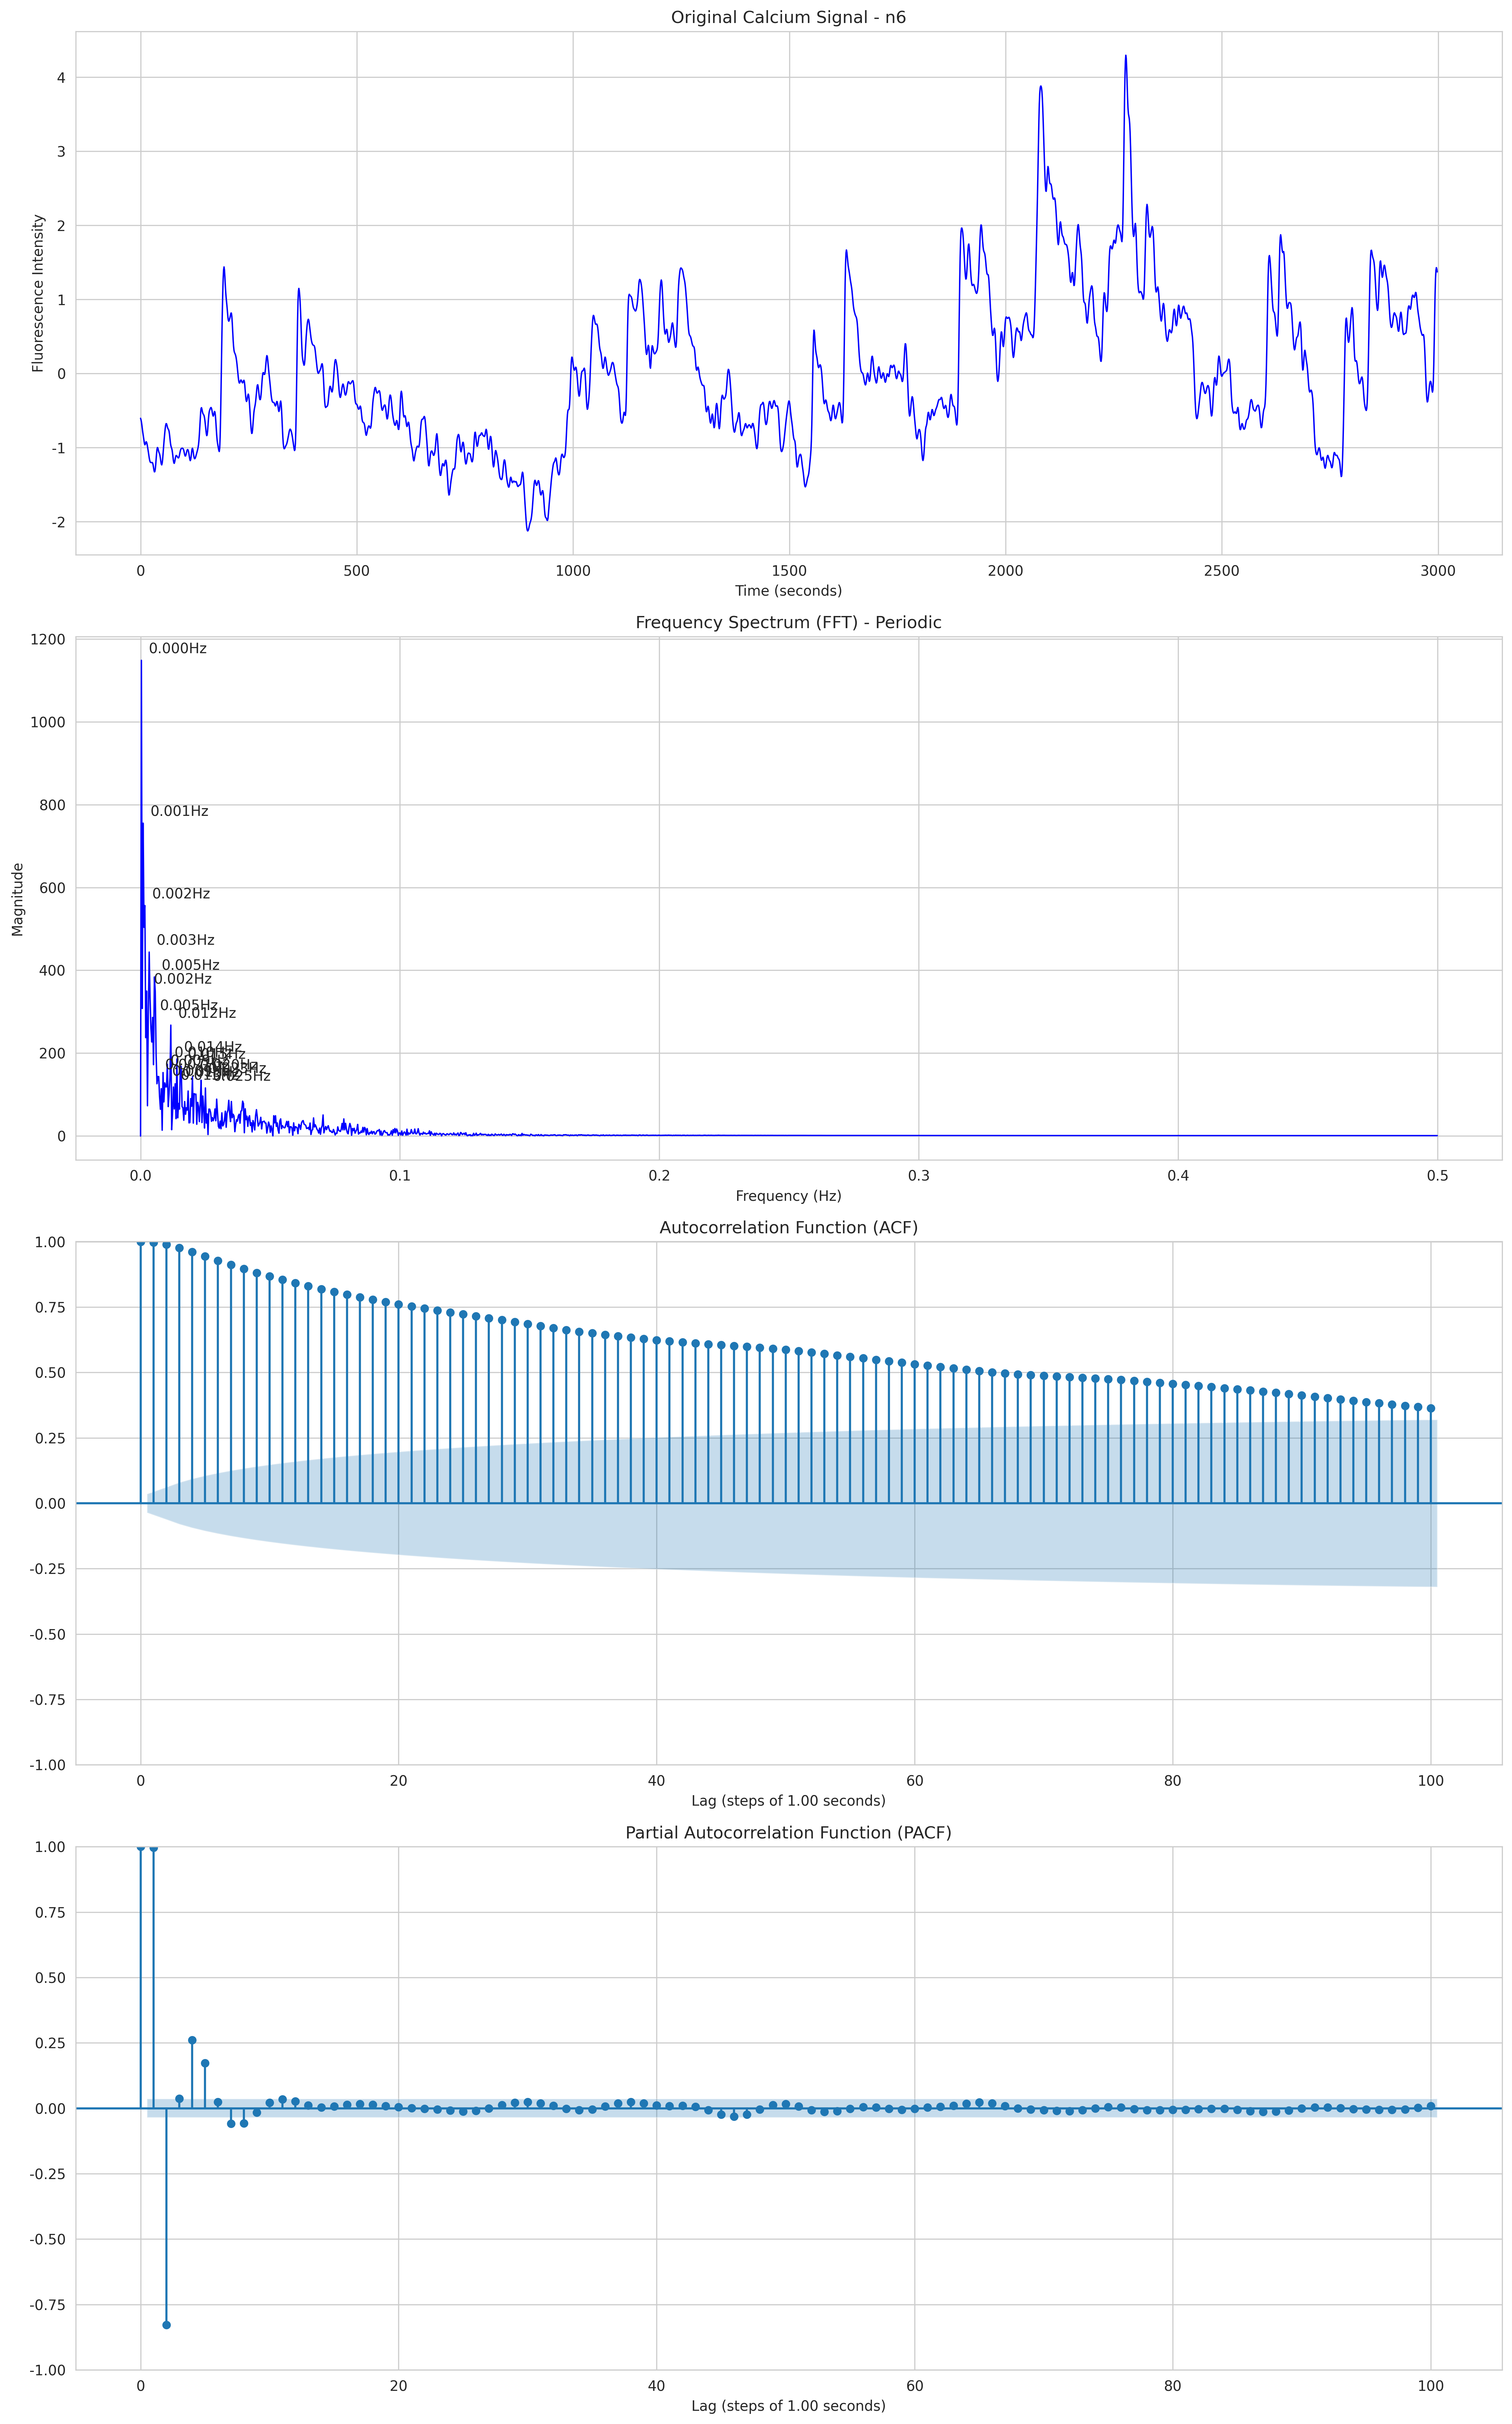 Original Calcium Signal - n6
Fluorescence Intensity
4
3
2
1
0
-1
-2
0 500 1000 1500 2000 2500 3000
Time (seconds)
Frequency Spectrum (FFT) - Periodic
Magnitude
1200
1000
800
600
400
200
0
0.000Hz
0.001Hz
0.002Hz
0.003Hz
0.005Hz
0.002Hz
0.005Hz
0.012Hz
0.014Hz
0.025Hz
0.0 0.1 0.2 0.3 0.4 0.5
Frequency (Hz)
Autocorrelation Function (ACF)
1.00
0.75
0.50
0.25
0.00
-0.25
-0.50
-0.75
-1.00
0 20 40 60 80 100
Lag (steps of 1.00 seconds)
Partial Autocorrelation Function (PACF)
1.00
0.75
0.50
0.25
0.00
-0.25
-0.50
-0.75
-1.00
0 20 40 60 80 100
Lag (steps of 1.00 seconds)